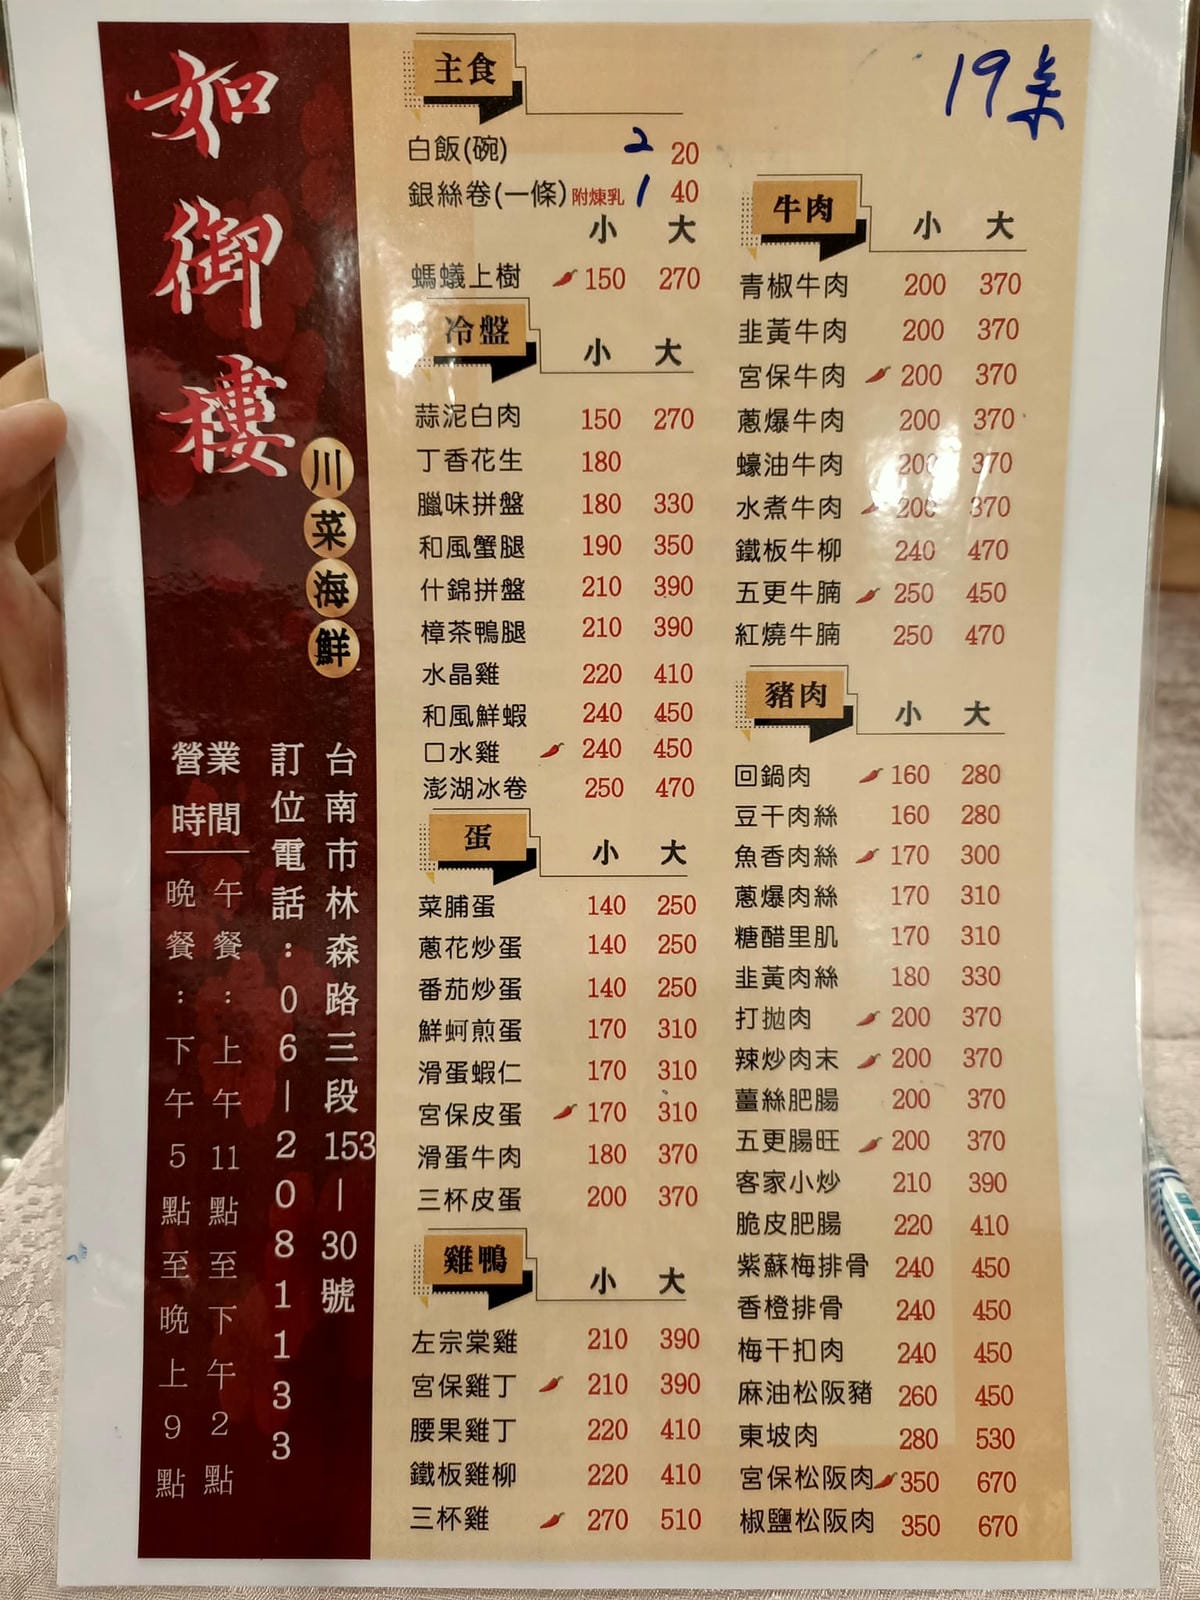 如御樓
川菜海鮮
台南市林森路三段153—30號
訂位電話：06—2081133
營業時間
午餐：上午11點至下午2點
晚餐：下午5點至晚上9點
19桌
主食
白飯(碗) 2 20
銀絲卷(一條)附煉乳 1 40
小 大
螞蟻上樹 150 270
冷盤 小 大
蒜泥白肉 150 270
丁香花生 180
臘味拼盤 180 330
和風蟹腿 190 350
什錦拼盤 210 390
樟茶鴨腿 210 390
水晶雞 220 410
和風鮮蝦 240 450
口水雞 240 450
澎湖冰卷 250 470
蛋 小 大
菜脯蛋 140 250
蔥花炒蛋 140 250
番茄炒蛋 140 250
鮮蚵煎蛋 170 310
滑蛋蝦仁 170 310
宮保皮蛋 170 310
滑蛋牛肉 180 370
三杯皮蛋 200 370
雞鴨 小 大
左宗棠雞 210 390
宮保雞丁 210 390
腰果雞丁 220 410
鐵板雞柳 220 410
三杯雞 270 510
牛肉 小 大
青椒牛肉 200 370
韭黃牛肉 200 370
宮保牛肉 200 370
蔥爆牛肉 200 370
蠔油牛肉 200 370
水煮牛肉 200 370
鐵板牛柳 240 470
五更牛腩 250 450
紅燒牛腩 250 470
豬肉 小 大
回鍋肉 160 280
豆干肉絲 160 280
魚香肉絲 170 300
蔥爆肉絲 170 310
糖醋里肌 170 310
韭黃肉絲 180 330
打拋肉 200 370
辣炒肉末 200 370
薑絲肥腸 200 370
五更腸旺 200 370
客家小炒 210 390
脆皮肥腸 220 410
紫蘇梅排骨 240 450
香橙排骨 240 450
梅干扣肉 240 450
麻油松阪豬 260 450
東坡肉 280 530
宮保松阪肉 350 670
椒鹽松阪肉 350 670